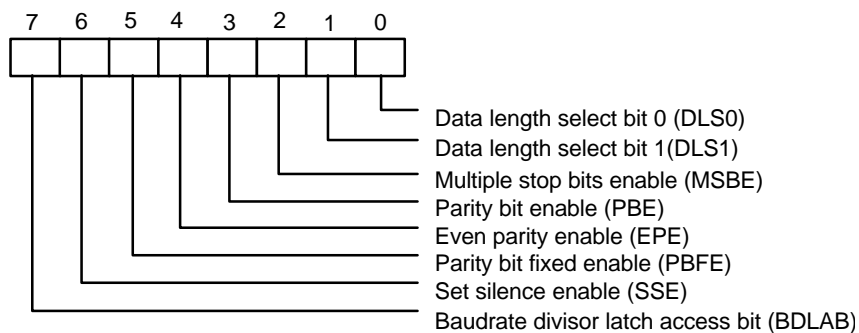 7 6 5 4 3 2 1 0
Data length select bit 0 (DLS0)
Data length select bit 1(DLS1)
Multiple stop bits enable (MSBE)
Parity bit enable (PBE)
Even parity enable (EPE)
Parity bit fixed enable (PBFE)
Set silence enable (SSE)
Baudrate divisor latch access bit (BDLAB)